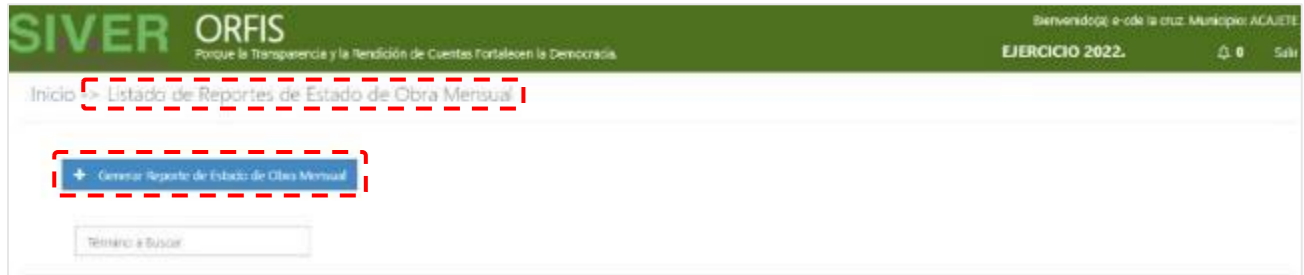 SIVER ORFIS
Porque la Transparencia y la Rendición de Cuentas Fortalecen la Democracia.
Bienvenido(a) e-cde la cruz. Municipio: ACAJETE
EJERCICIO 2022. 0 Salir
Inicio -> Listado de Reportes de Estado de Obra Mensual
+ Generar Reporte de Estado de Obra Mensual
Término a Buscar